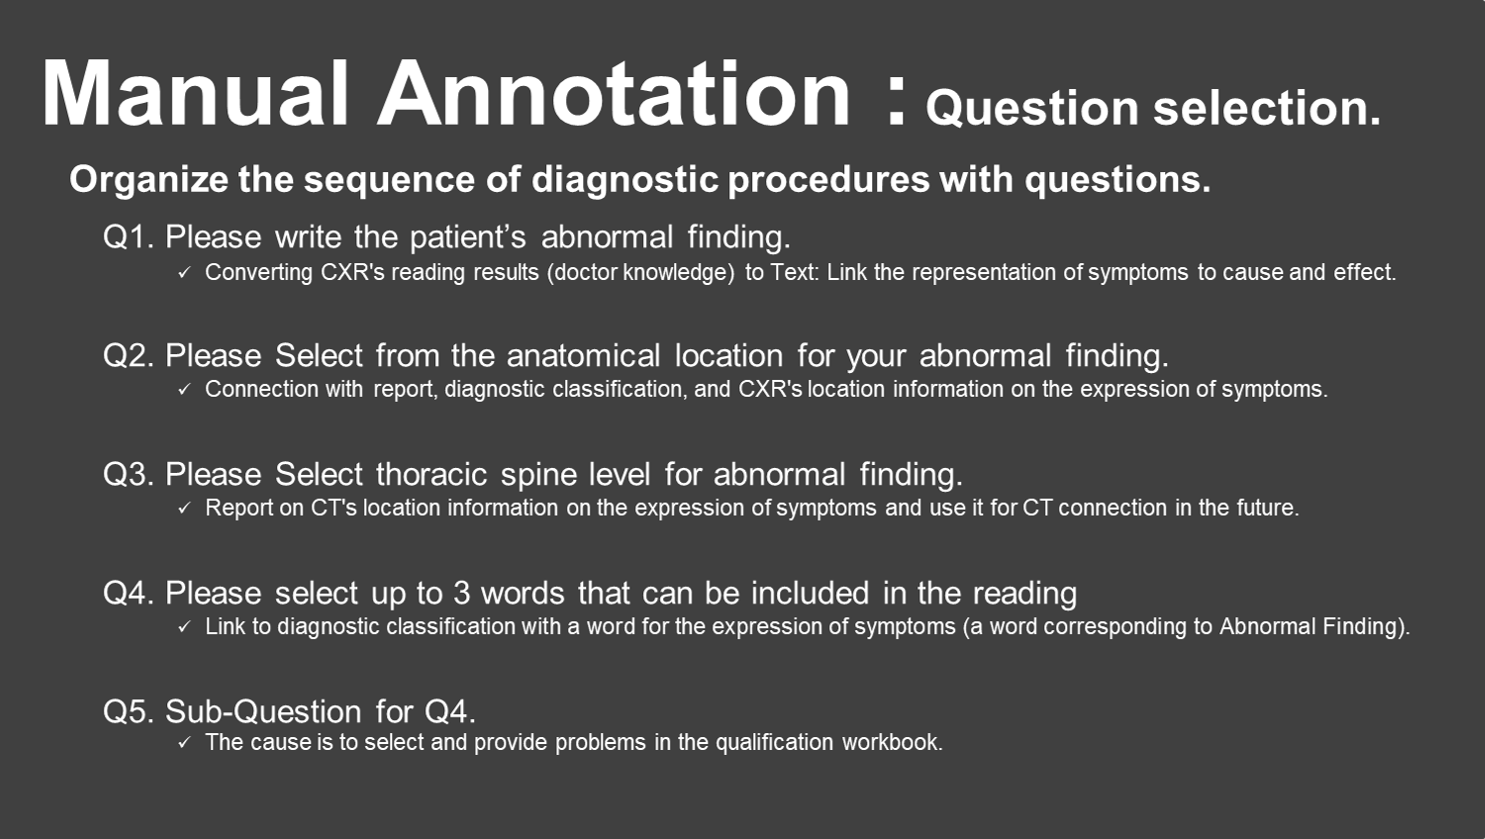 Manual Annotation : Question selection.
Organize the sequence of diagnostic procedures with questions.
Q1. Please write the patient’s abnormal finding.
✓ Converting CXR's reading results (doctor knowledge) to Text: Link the representation of symptoms to cause and effect.
Q2. Please Select from the anatomical location for your abnormal finding.
✓ Connection with report, diagnostic classification, and CXR's location information on the expression of symptoms.
Q3. Please Select thoracic spine level for abnormal finding.
✓ Report on CT's location information on the expression of symptoms and use it for CT connection in the future.
Q4. Please select up to 3 words that can be included in the reading
✓ Link to diagnostic classification with a word for the expression of symptoms (a word corresponding to Abnormal Finding).
Q5. Sub-Question for Q4.
✓ The cause is to select and provide problems in the qualification workbook.